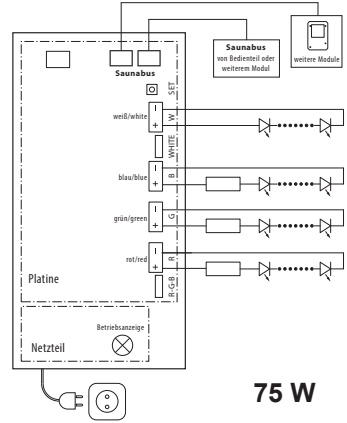 Saunabus
Saunabus
von Bedienteil oder
weiterem Modul
weitere Module
SET
weiß/white
W
WHITE
blau/blue
B
grün/green
G
rot/red
R
R-G-B
Platine
Betriebsanzeige
Netzteil
75 W